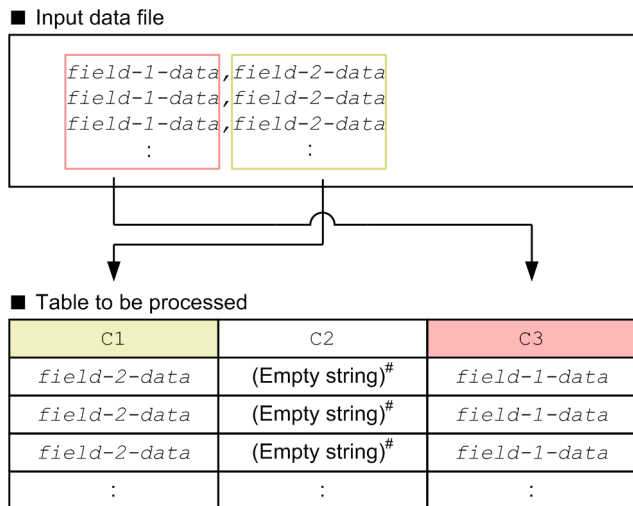 ■ Input data file
field-1-data,field-2-data
field-1-data,field-2-data
field-1-data,field-2-data
: :
■ Table to be processed
C1 C2 C3
field-2-data (Empty string)# field-1-data
field-2-data (Empty string)# field-1-data
field-2-data (Empty string)# field-1-data
: : :